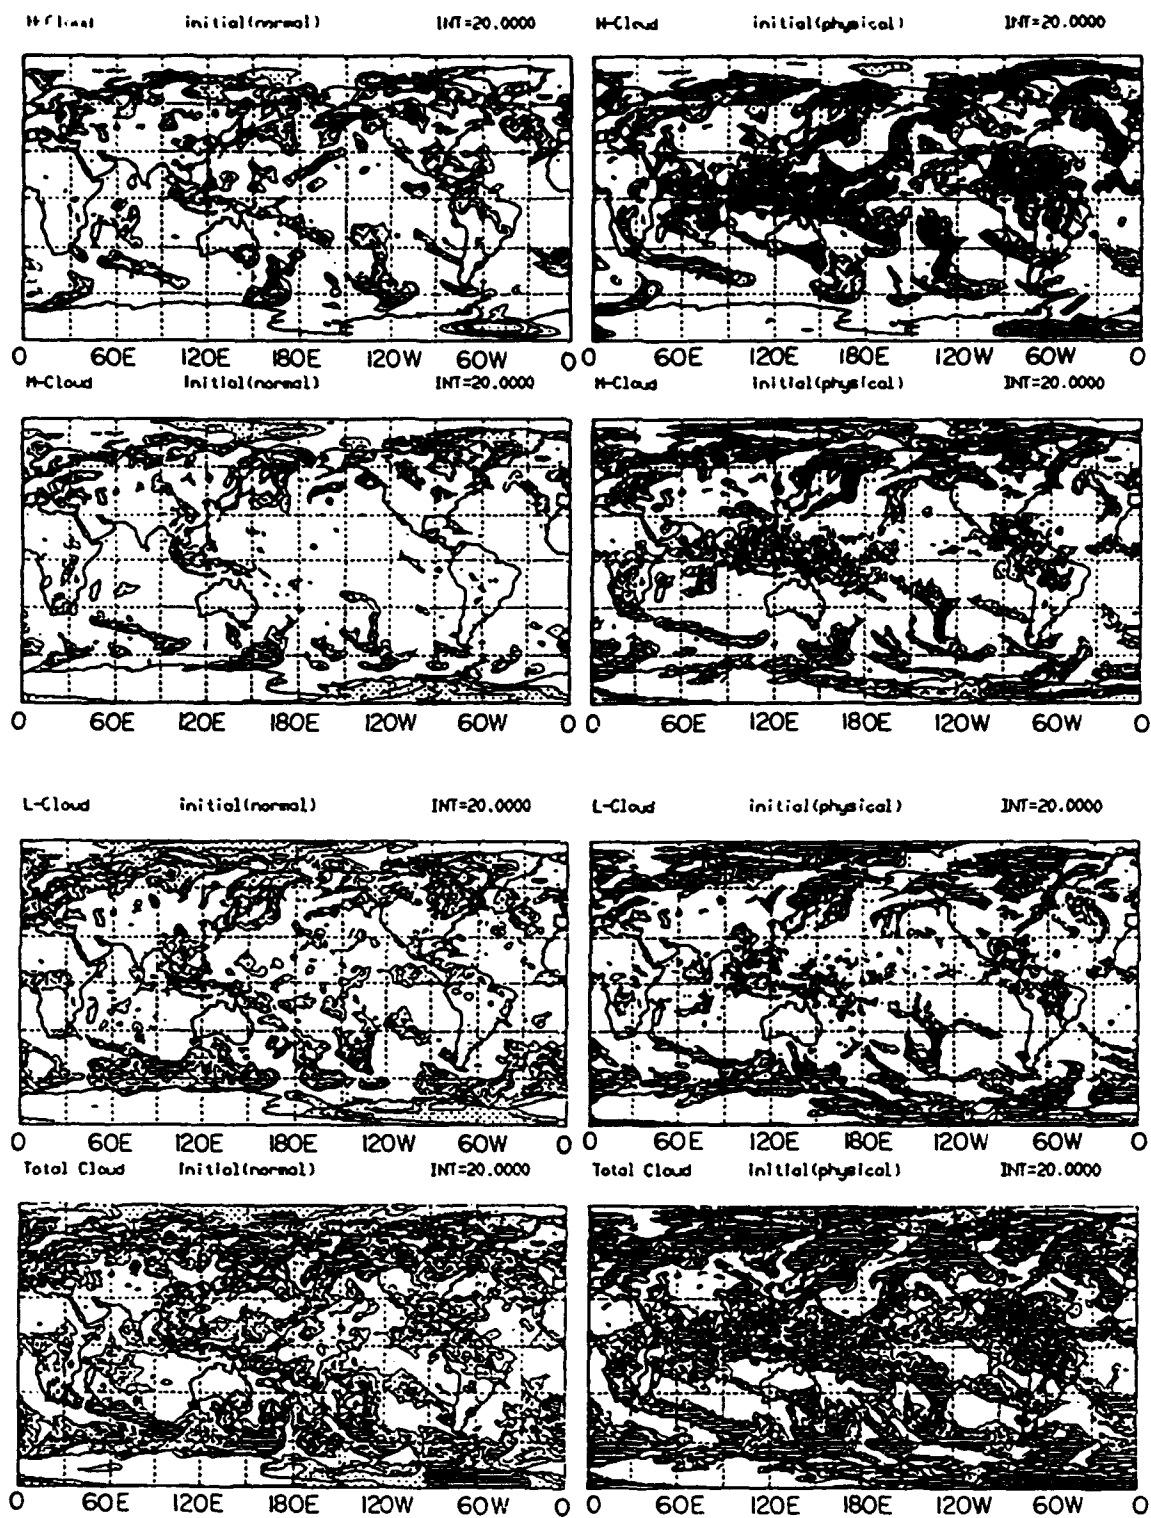 initial(normal) INT=20.0000 H-Cloud initial(physical) INT=20.0000
0 60E 120E 180E 120W 60W 0 0 60E 120E 180E 120W 60W 0
M-Cloud initial(normal) INT=20.0000 M-Cloud initial(physical) INT=20.0000
0 60E 120E 180E 120W 60W 0 0 60E 120E 180E 120W 60W 0
L-Cloud initial(normal) INT=20.0000 L-Cloud initial(physical) INT=20.0000
0 60E 120E 180E 120W 60W 0 0 60E 120E 180E 120W 60W 0
Total Cloud initial(normal) INT=20.0000 Total Cloud initial(physical) INT=20.0000
0 60E 120E 180E 120W 60W 0 0 60E 120E 180E 120W 60W 0